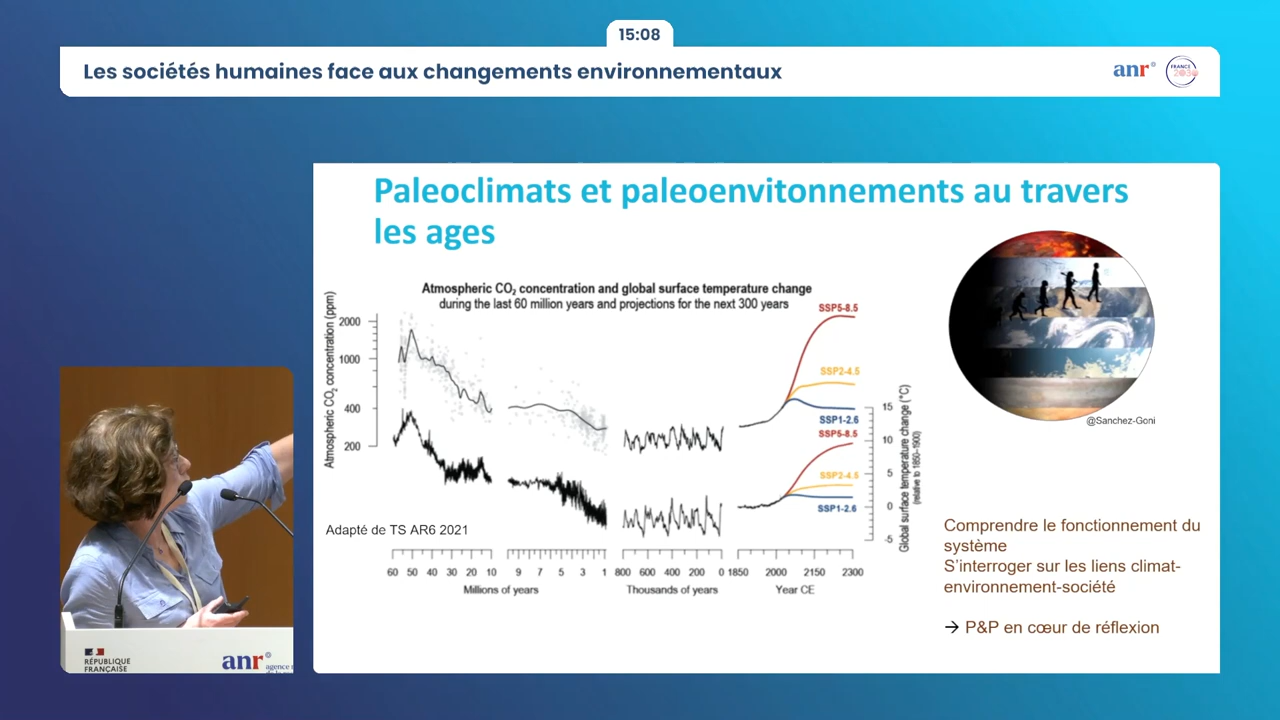 15:08
Les sociétés humaines face aux changements environnementaux
anr
FRANCE
2030
Paleoclimats et paleoenvitonnements au travers
les ages
Atmospheric CO₂ concentration and global surface temperature change
during the last 60 million years and projections for the next 300 years
Atmospheric CO₂ concentration (ppm)
2000
1000
400
200
SSP5-8.5
SSP2-4.5
SSP1-2.6
SSP5-8.5
SSP2-4.5
SSP1-2.6
15
10
5
0
-5
Global surface temperature change (°C)
(relative to 1850-1900)
Adapté de TS AR6 2021
60 50 40 30 20 10 9 7 5 3 1 800 600 400 200 0 1850 2000 2150 2300
Millions of years
Thousands of years
Year CE
@Sanchez-Goni
Comprendre le fonctionnement du
système
S'interroger sur les liens climat-
environnement-société
→ P&P en cœur de réflexion
RÉPUBLIQUE
FRANÇAISE
anr
agence